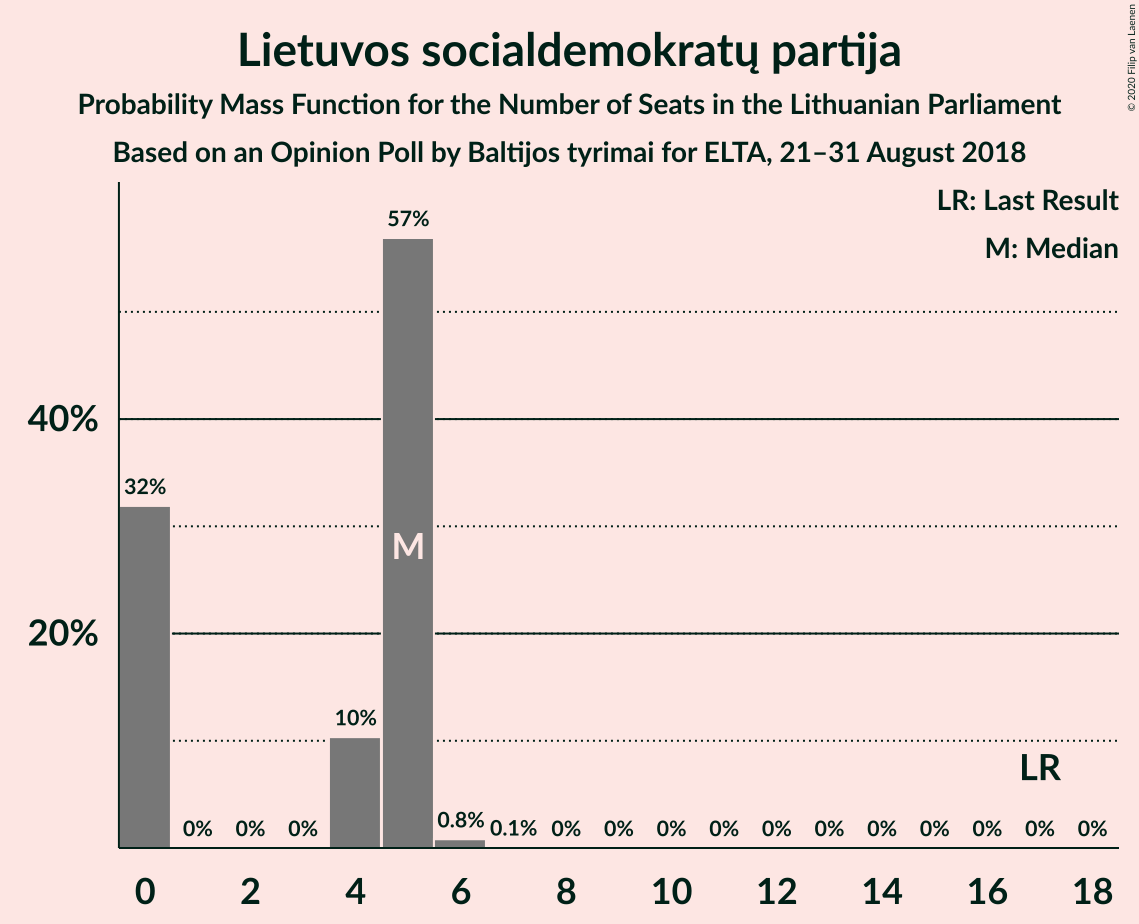 Lietuvos socialdemokratų partija
Probability Mass Function for the Number of Seats in the Lithuanian Parliament
Based on an Opinion Poll by Baltijos tyrimai for ELTA, 21–31 August 2018
© 2020 Filip van Laenen
LR: Last Result
M: Median
57%
40%
32%
M
20%
10%
LR
0% 0% 0% 0.8% 0.1% 0% 0% 0% 0% 0% 0% 0% 0% 0% 0% 0%
0 2 4 6 8 10 12 14 16 18